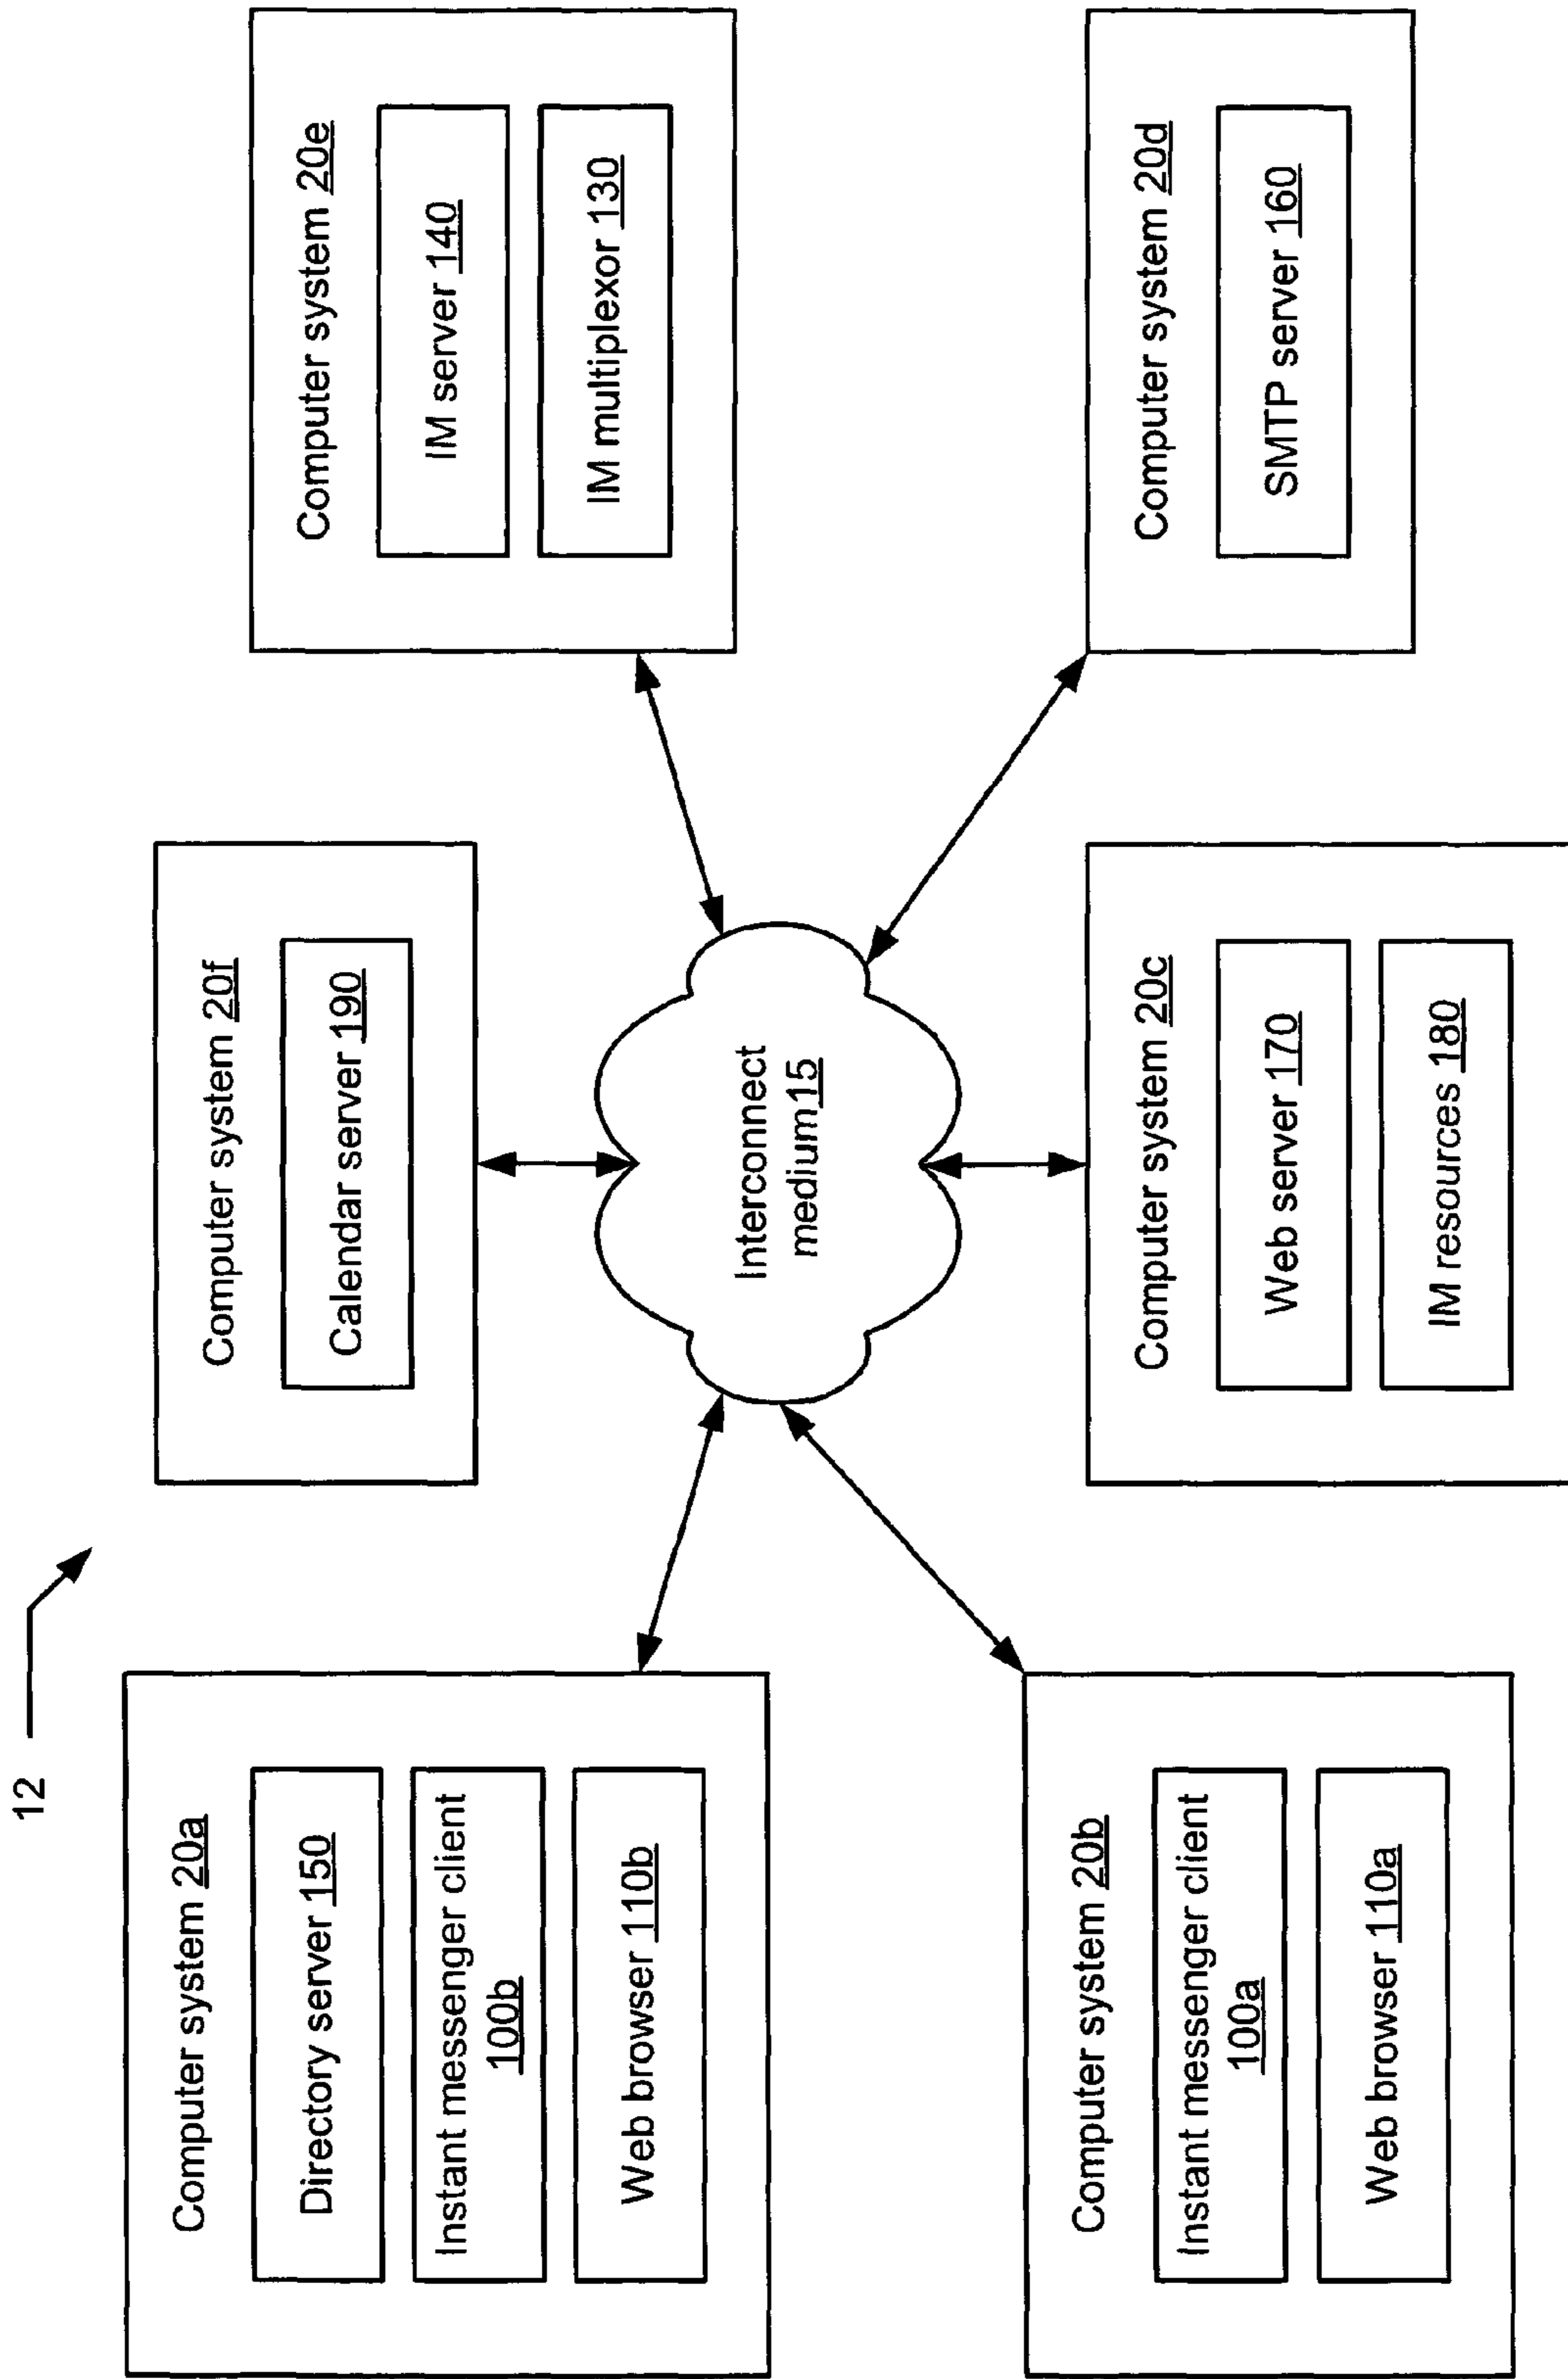 12
Computer system 20a
Directory server 150
Instant messenger client
100b
Web browser 110b
Computer system 20f
Calendar server 190
Computer system 20e
IM server 140
IM multiplexor 130
Interconnect
medium15
Computer system 20b
Instant messenger client
100a
Web browser 110a
Computer system 20c
Web server 170
IM resources 180
Computer system 20d
SMTP server 160